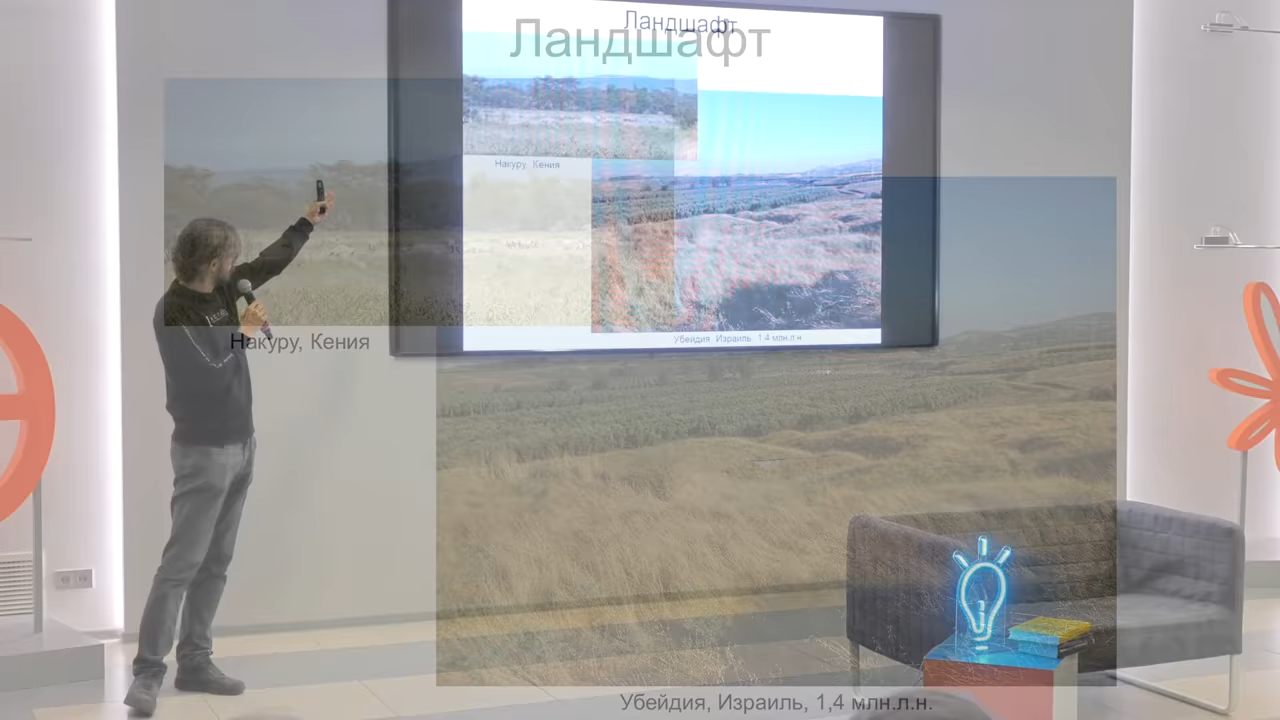 Ландшафт
Ландшафт
Накуру, Кения
Убейдия, Израиль, 1,4 млн.л.н
Накуру, Кения
Убейдия, Израиль, 1,4 млн.л.н.